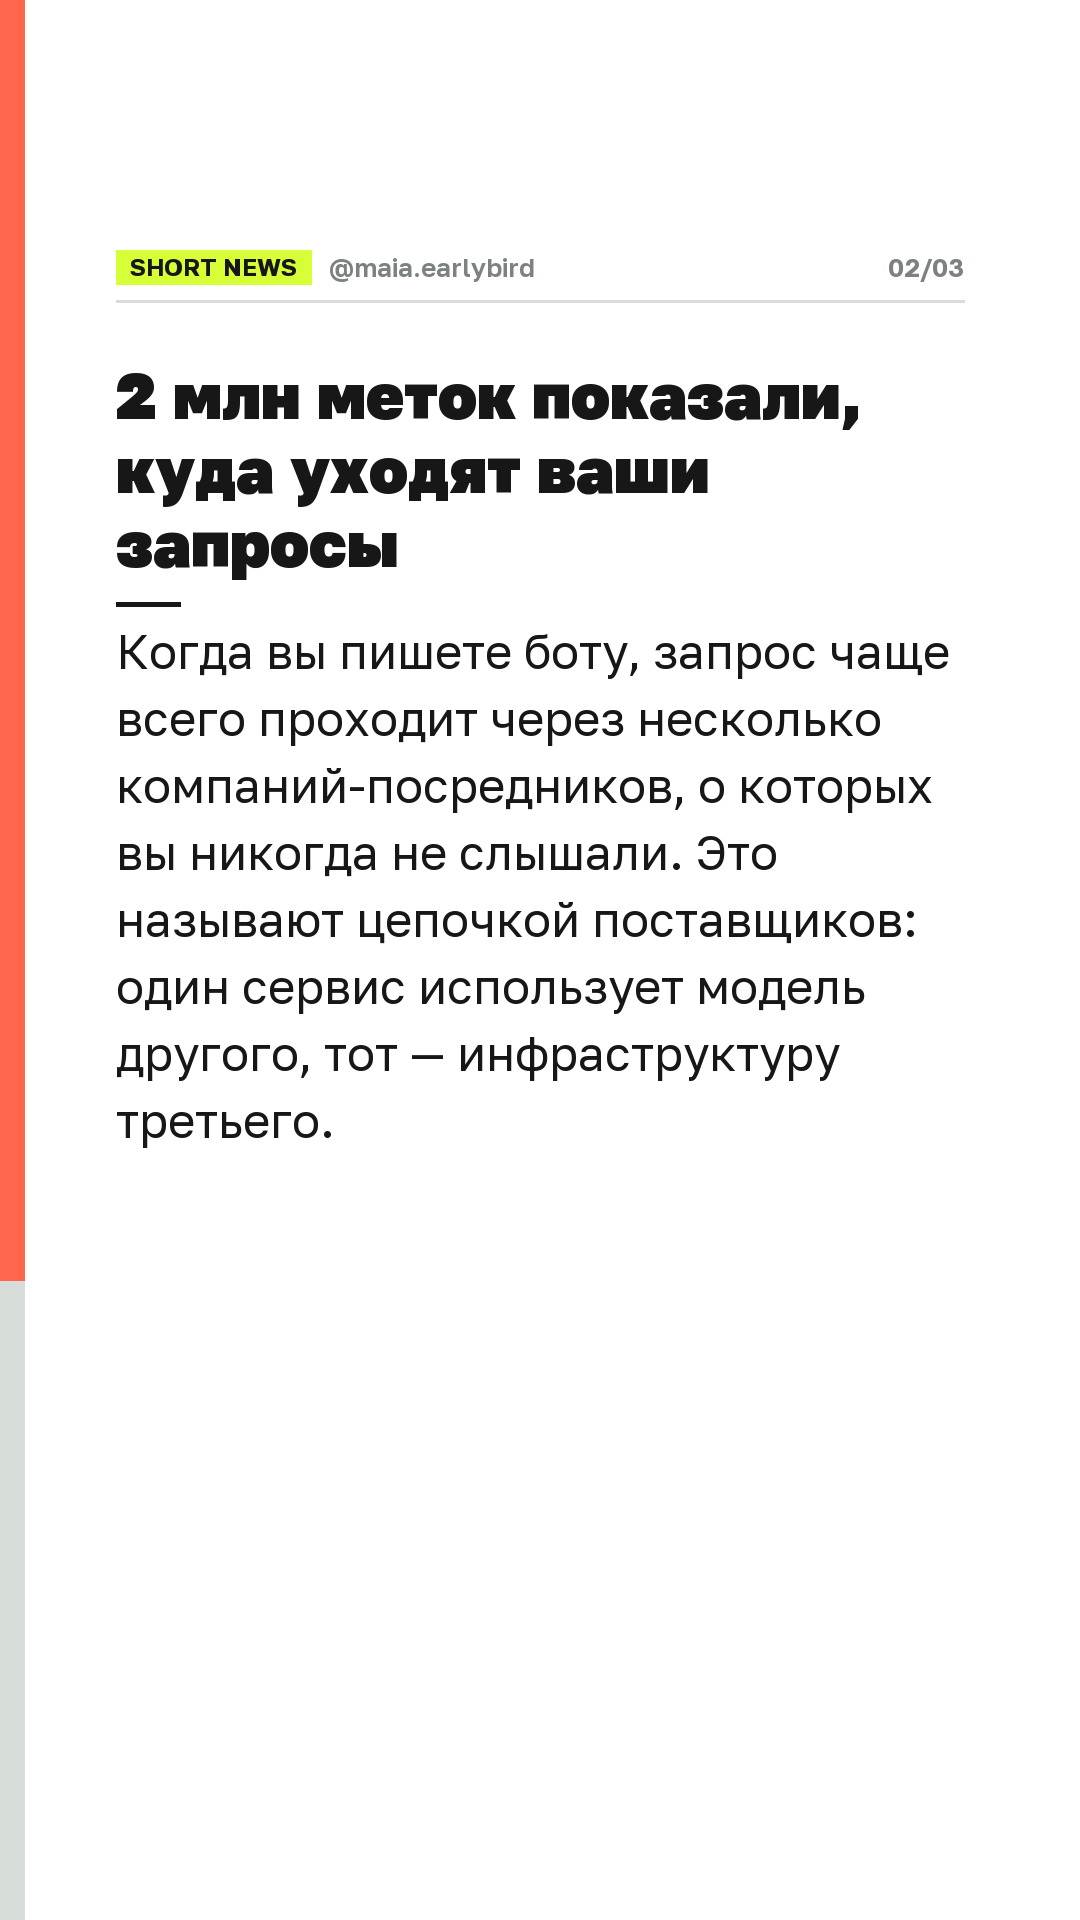 SHORT NEWS @maia.earlybird 02/03
2 млн меток показали,
куда уходят ваши
запросы
Когда вы пишете боту, запрос чаще
всего проходит через несколько
компаний-посредников, о которых
вы никогда не слышали. Это
называют цепочкой поставщиков:
один сервис использует модель
другого, тот — инфраструктуру
третьего.